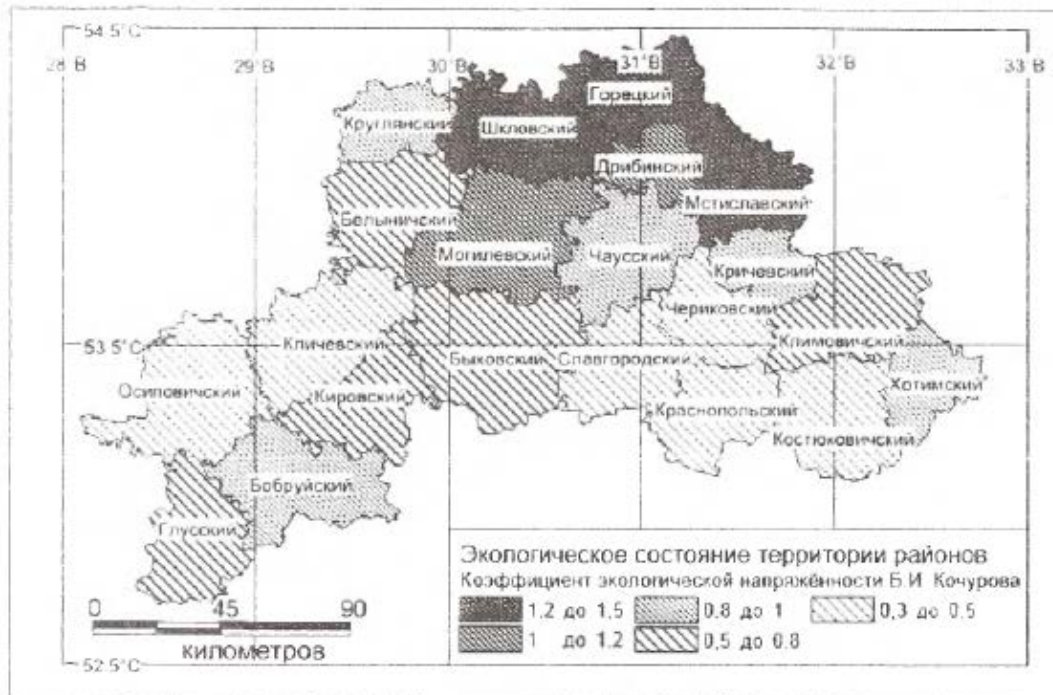 54.5°С
28°В 29°В 30°В 31°В 32°В 33°В
Горецкий
Круглянский Шкловский
Дрибинский
Мстиславский
Белыничский
Могилевский Чаусский
Кричевский
Чериковский
53.5°С Кличевский Быховский Славгородский Климовичский
Осиповичский Кировский Хотимский
Краснопольский
Костюковичский
Бобруйский
Глусский
Экологическое состояние территории районов
Коэффициент экологической напряжённости Б.И. Кочурова
1.2 до 1,5 0.8 до 1 0,3 до 0.5
1 до 1.2 0,5 до 0.8
0 45 90
километров
52.5°С